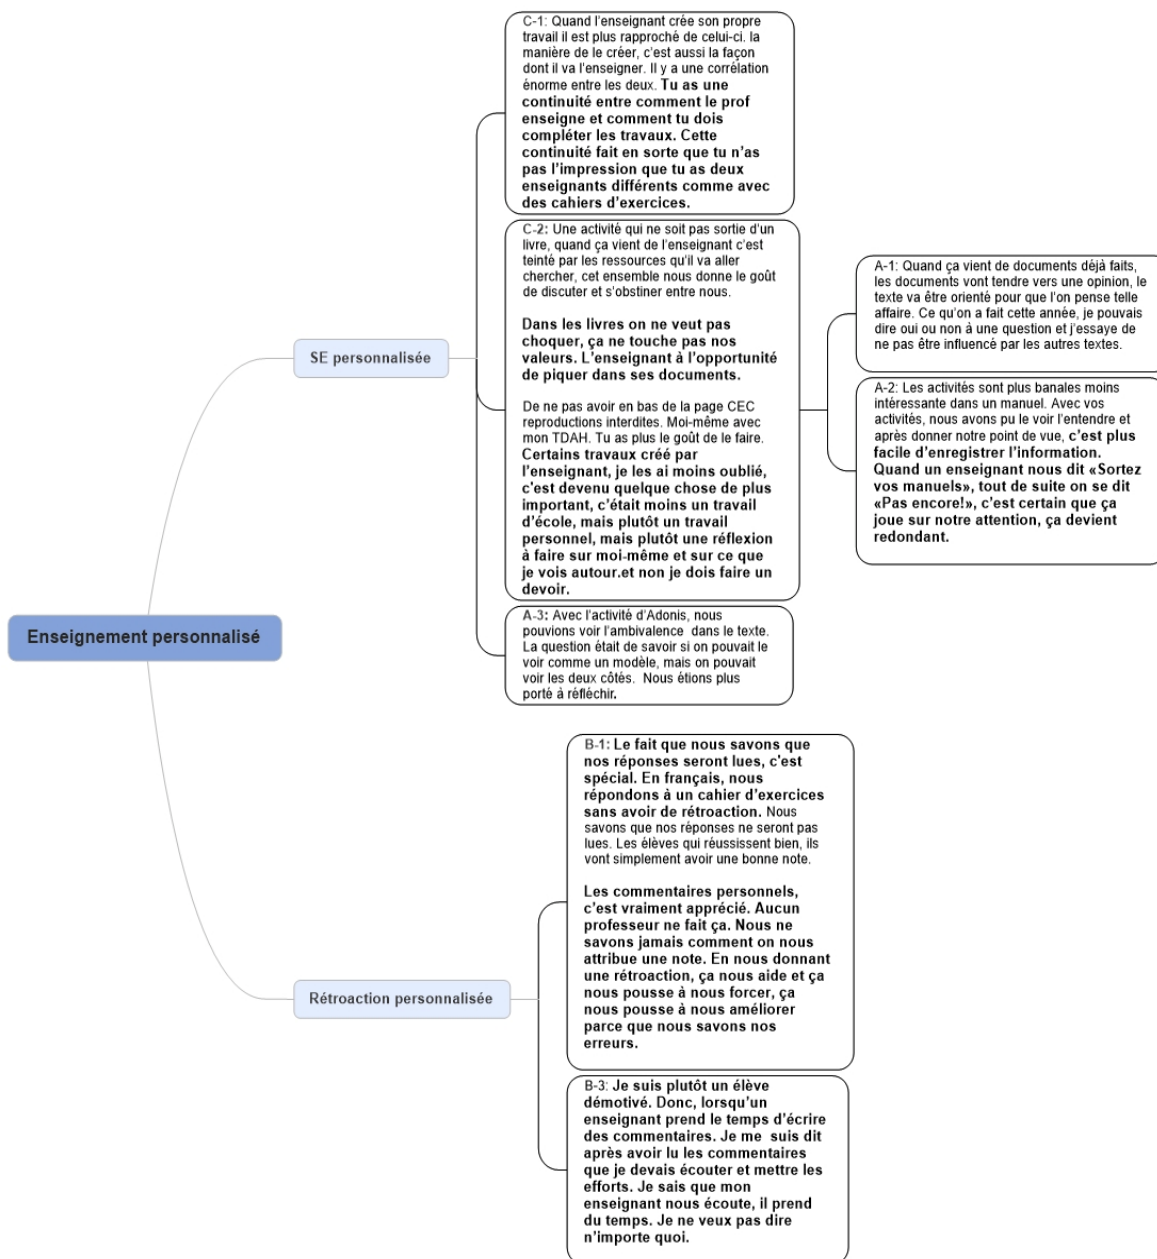 C-1: Quand l'enseignant crée son propre
travail il est plus rapproché de celui-ci. la
manière de le créer, c'est aussi la façon
dont il va l'enseigner. Il y a une corrélation
énorme entre les deux. Tu as une
continuité entre comment le prof
enseigne et comment tu dois
compléter les travaux. Cette
continuité fait en sorte que tu n'as
pas l'impression que tu as deux
enseignants différents comme avec
des cahiers d'exercices.
C-2: Une activité qui ne soit pas sortie d'un
livre, quand ça vient de l'enseignant c'est
teinté par les ressources qu'il va aller
chercher, cet ensemble nous donne le goût
de discuter et s'obstiner entre nous.
Dans les livres on ne veut pas
choquer, ça ne touche pas nos
valeurs. L'enseignant à l'opportunité
de piquer dans ses documents.
De ne pas avoir en bas de la page CEC
reproductions interdites. Moi-même avec
mon TDAH. Tu as plus le goût de le faire.
Certains travaux créé par
l'enseignant, je les ai moins oublié,
c'est devenu quelque chose de plus
important, c'était moins un travail
d'école, mais plutôt un travail
personnel, mais plutôt une réflexion
à faire sur moi-même et sur ce que
je vois autour.et non je dois faire un
devoir.
A-1: Quand ça vient de documents déjà faits,
les documents vont tendre vers une opinion, le
texte va être orienté pour que l'on pense telle
affaire. Ce qu'on a fait cette année, je pouvais
dire oui ou non à une question et j'essaye de
ne pas être influencé par les autres textes.
A-2: Les activités sont plus banales moins
intéressante dans un manuel. Avec vos
activités, nous avons pu le voir l'entendre et
après donner notre point de vue, c'est plus
facile d'enregistrer l'information.
Quand un enseignant nous dit «Sortez
vos manuels», tout de suite on se dit
«Pas encore!», c'est certain que ça
joue sur notre attention, ça devient
redondant.
SE personnalisée
A-3: Avec l'activité d'Adonis, nous
pouvions voir l'ambivalence dans le texte.
La question était de savoir si on pouvait le
voir comme un modèle, mais on pouvait
voir les deux côtés. Nous étions plus
porté à réfléchir.
Enseignement personnalisé
B-1: Le fait que nous savons que
nos réponses seront lues, c'est
spécial. En français, nous
répondons à un cahier d'exercices
sans avoir de rétroaction. Nous
savons que nos réponses ne seront pas
lues. Les élèves qui réussissent bien, ils
vont simplement avoir une bonne note.
Les commentaires personnels,
c'est vraiment apprécié. Aucun
professeur ne fait ça. Nous ne
savons jamais comment on nous
attribue une note. En nous donnant
une rétroaction, ça nous aide et ça
nous pousse à nous forcer, ça
nous pousse à nous améliorer
parce que nous savons nos
erreurs.
Rétroaction personnalisée
B-3: Je suis plutôt un élève
démotivé. Donc, lorsqu'un
enseignant prend le temps d'écrire
des commentaires. Je me suis dit
après avoir lu les commentaires
que je devais écouter et mettre les
efforts. Je sais que mon
enseignant nous écoute, il prend
du temps. Je ne veux pas dire
n'importe quoi.